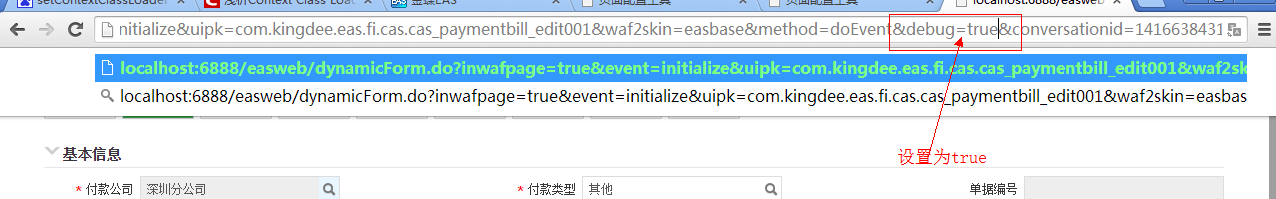 setContextClassLoader
浅析Context Class Load
金蝶EAS
页面配置工具
页面配置工具
localhost:6888/easweb
nitialize&uipk=com.kingdee.eas.fi.cas.cas_paymentbill_edit001&waf2skin=easbase&method=doEvent&debug=true&conversationid=1416638431
localhost:6888/easweb/dynamicForm.do?inwafpage=true&event=initialize&uipk=com.kingdee.eas.fi.cas.cas_paymentbill_edit001&waf2sk
localhost:6888/easweb/dynamicForm.do?inwafpage=true&event=initialize&uipk=com.kingdee.eas.fi.cas.cas_paymentbill_edit001&waf2skin=easbas
设置为true
基本信息
* 付款公司 深圳分公司 * 付款类型 其他 单据编号